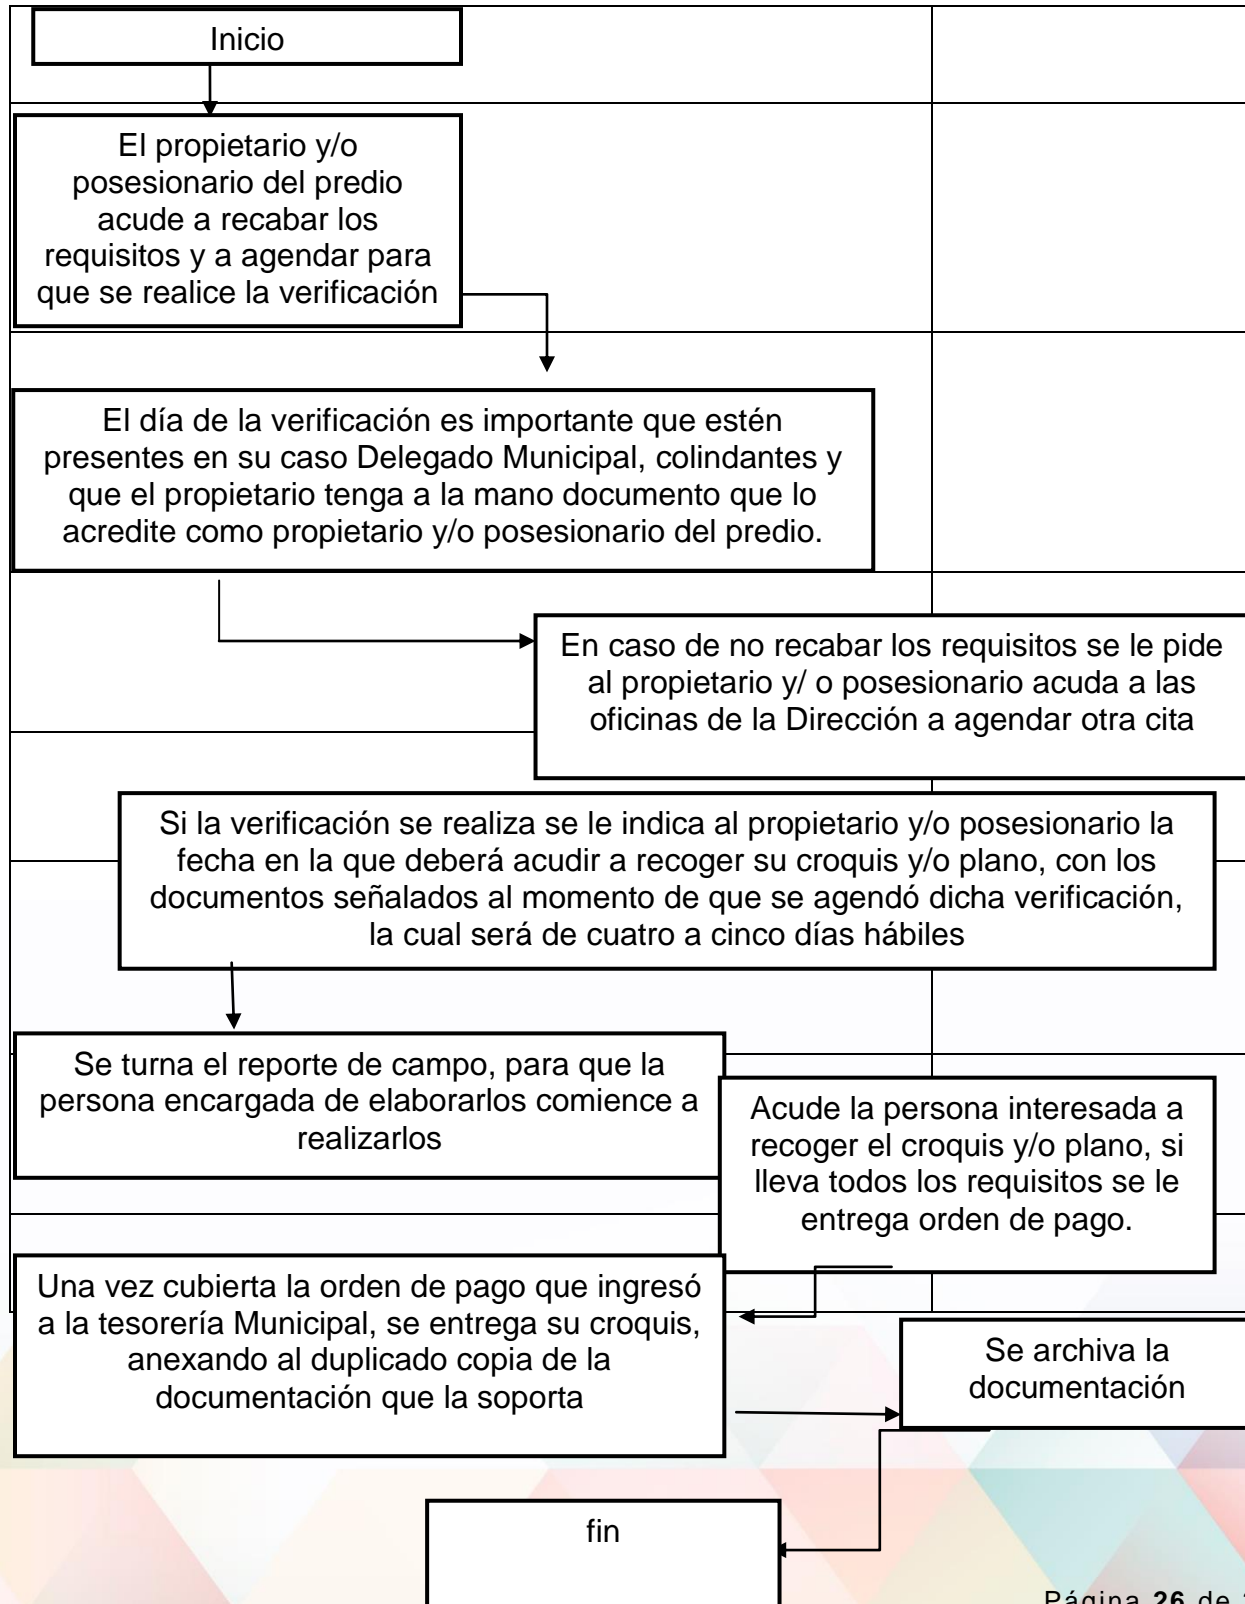 Inicio
El propietario y/o
posesionario del predio
acude a recabar los
requisitos y a agendar para
que se realice la verificación
El día de la verificación es importante que estén
presentes en su caso Delegado Municipal, colindantes y
que el propietario tenga a la mano documento que lo
acredite como propietario y/o posesionario del predio.
En caso de no recabar los requisitos se le pide
al propietario y/ o posesionario acuda a las
oficinas de la Dirección a agendar otra cita
Si la verificación se realiza se le indica al propietario y/o posesionario la
fecha en la que deberá acudir a recoger su croquis y/o plano, con los
documentos señalados al momento de que se agendó dicha verificación,
la cual será de cuatro a cinco días hábiles
Se turna el reporte de campo, para que la
persona encargada de elaborarlos comience a
realizarlos
Acude la persona interesada a
recoger el croquis y/o plano, si
lleva todos los requisitos se le
entrega orden de pago.
Una vez cubierta la orden de pago que ingresó
a la tesorería Municipal, se entrega su croquis,
anexando al duplicado copia de la
documentación que la soporta
Se archiva la
documentación
fin
Página 26 de